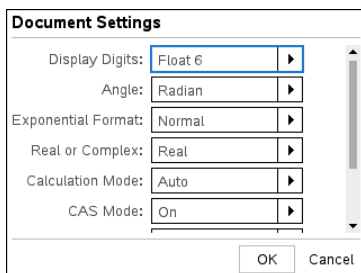 Document Settings
Display Digits: Float 6
Angle: Radian
Exponential Format: Normal
Real or Complex: Real
Calculation Mode: Auto
CAS Mode: On
OK Cancel